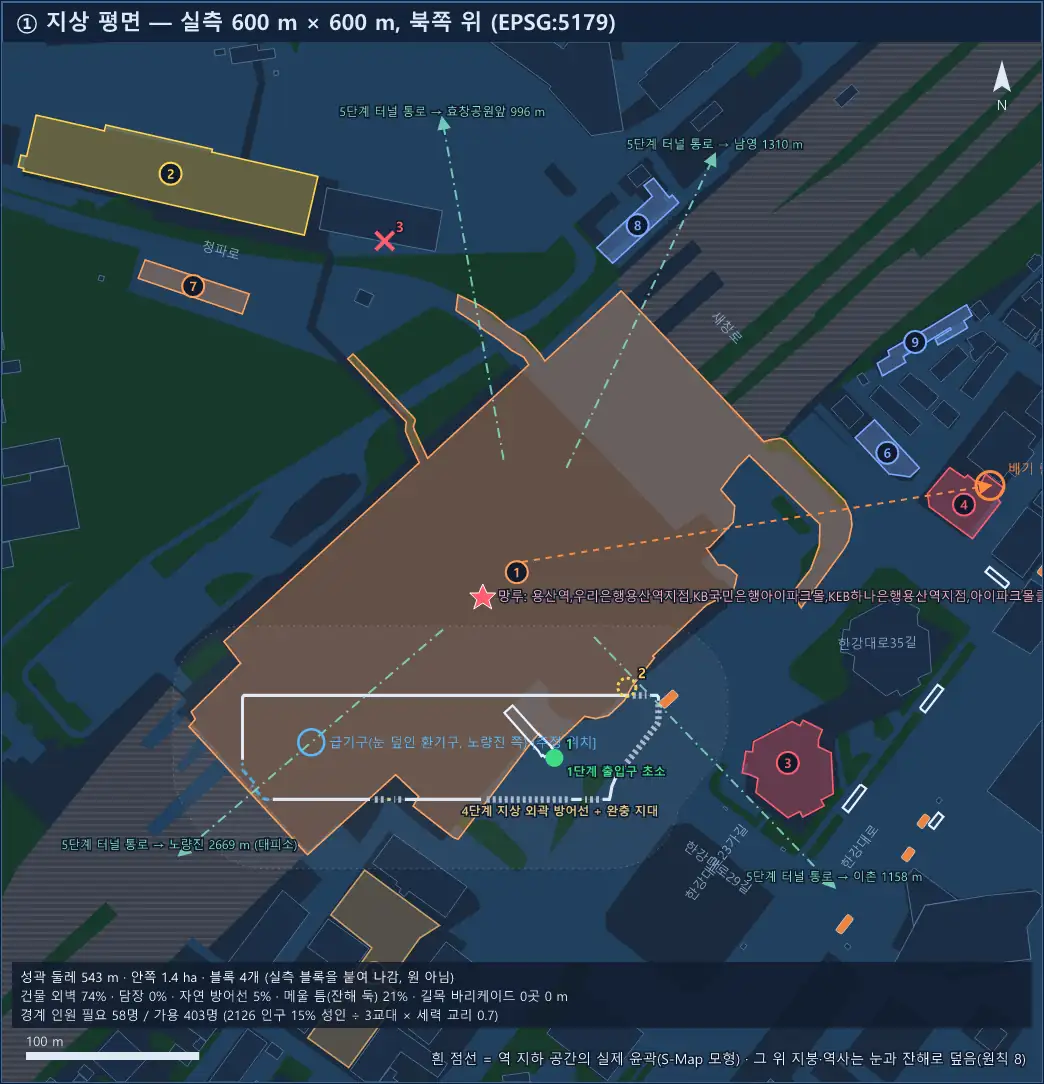 ① 지상 평면 — 실측 600 m × 600 m, 북쪽 위 (EPSG:5179)
N
5단계 터널 통로 → 효창공원앞 996 m
5단계 터널 통로 → 남영 1310 m
2
3
8
청파로
7
새창로
9
6
배기
4
1
망루: 용산역,우리은행용산역지점,KB국민은행아이파크몰,KEB하나은행용산역지점,아이파크몰
한강대로35길
2
급기구(눈 덮인 환기구, 노량진 쪽)
1
1단계 출입구 초소
3
4단계 지상 외곽 방어선 + 완충 지대
5단계 터널 통로 → 노량진 2669 m (대피소)
한강대로23가길
한강대로29길
한강대로
5단계 터널 통로 → 이촌 1158 m
성곽 둘레 543 m · 안쪽 1.4 ha · 블록 4개 (실측 블록을 붙여 나감, 원 아님)
건물 외벽 74% · 담장 0% · 자연 방어선 5% · 메울 틈(잔해 둑) 21% · 길목 바리케이드 0곳 0 m
경계 인원 필요 58명 / 가용 403명 (2126 인구 15% 성인 ÷ 3교대 × 세력 교리 0.7)
100 m
흰 점선 = 역 지하 공간의 실제 윤곽(S-Map 모형) · 그 위 지붕·역사는 눈과 잔해로 덮음(원칙 8)